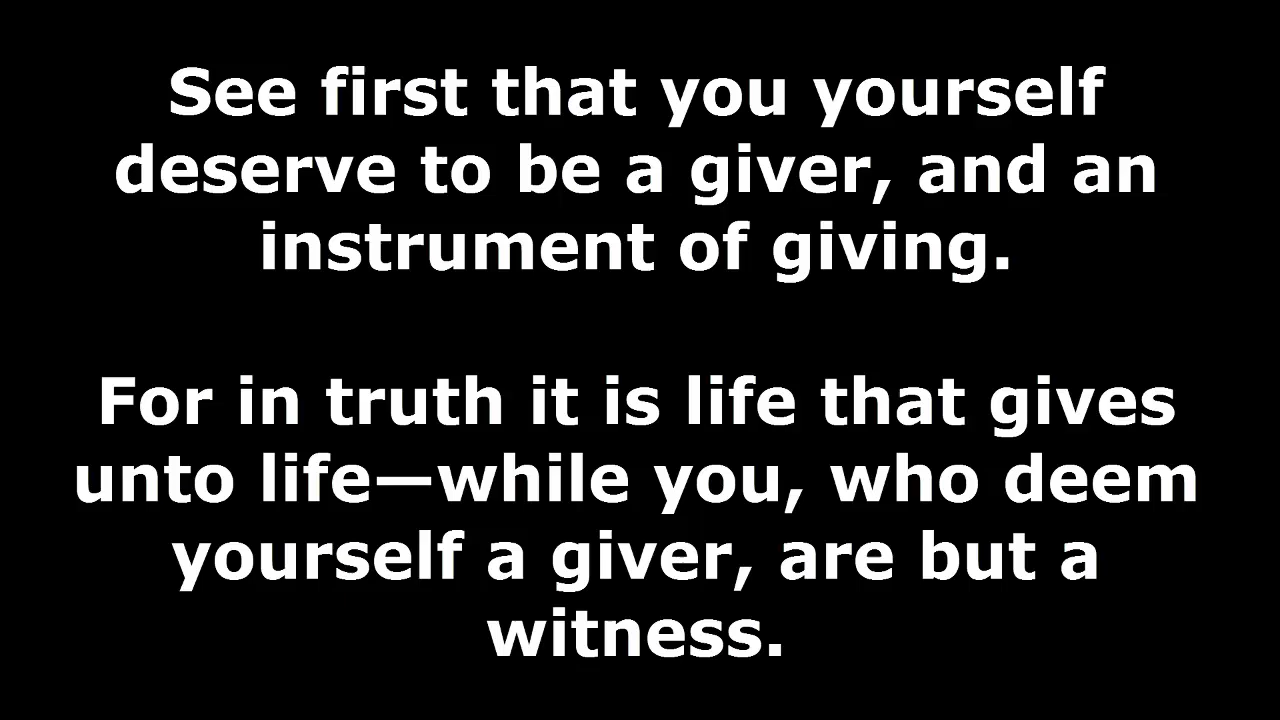 See first that you yourself
deserve to be a giver, and an
instrument of giving.
For in truth it is life that gives
unto life—while you, who deem
yourself a giver, are but a
witness.